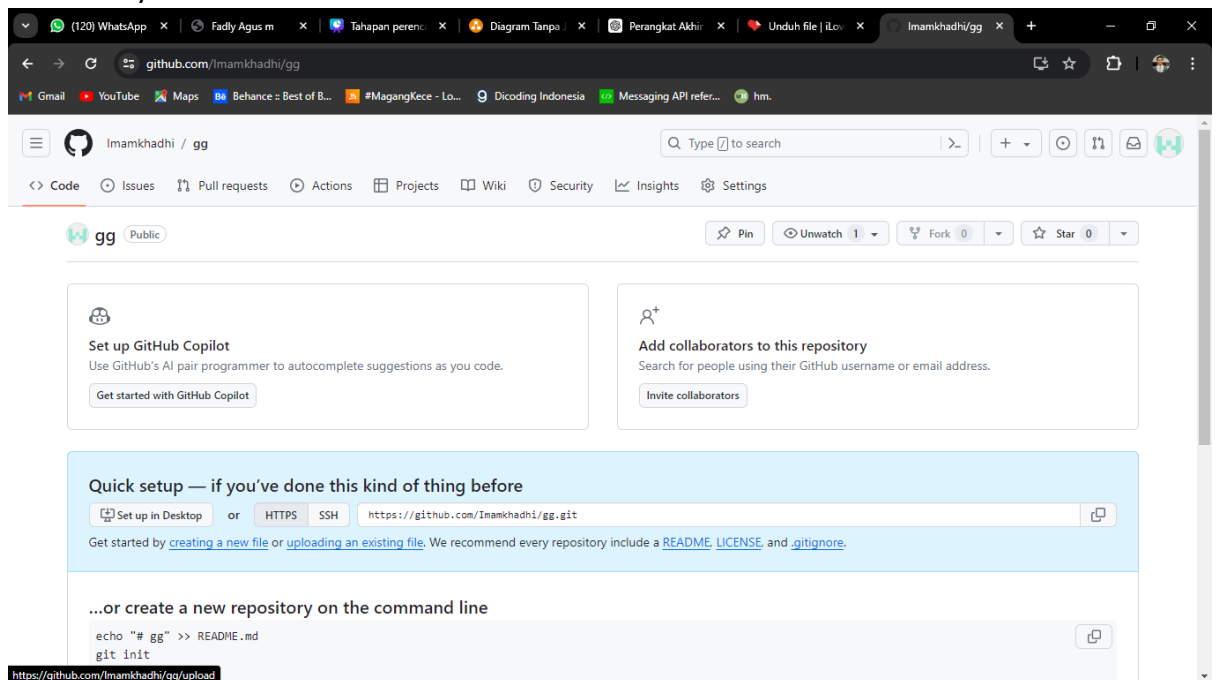 (120) WhatsApp
Fadly Agus m
Tahapan perenc
Diagram Tanpa J
Perangkat Akhir
Unduh file | iLov
Imamkhadhi/gg
github.com/Imamkhadhi/gg
Gmail YouTube Maps Behance :: Best of B... #MagangKece - Lo... Dicoding Indonesia Messaging API refer... hm.
Imamkhadhi / gg
Type / to search
Code Issues Pull requests Actions Projects Wiki Security Insights Settings
gg Public
Pin Unwatch 1 Fork 0 Star 0
Set up GitHub Copilot
Use GitHub's AI pair programmer to autocomplete suggestions as you code.
Get started with GitHub Copilot
Add collaborators to this repository
Search for people using their GitHub username or email address.
Invite collaborators
Quick setup — if you've done this kind of thing before
Set up in Desktop or HTTPS SSH https://github.com/Imamkhadhi/gg.git
Get started by creating a new file or uploading an existing file. We recommend every repository include a README, LICENSE, and .gitignore.
...or create a new repository on the command line
echo "# gg" >> README.md
git init
https://github.com/Imamkhadhi/gg/upload